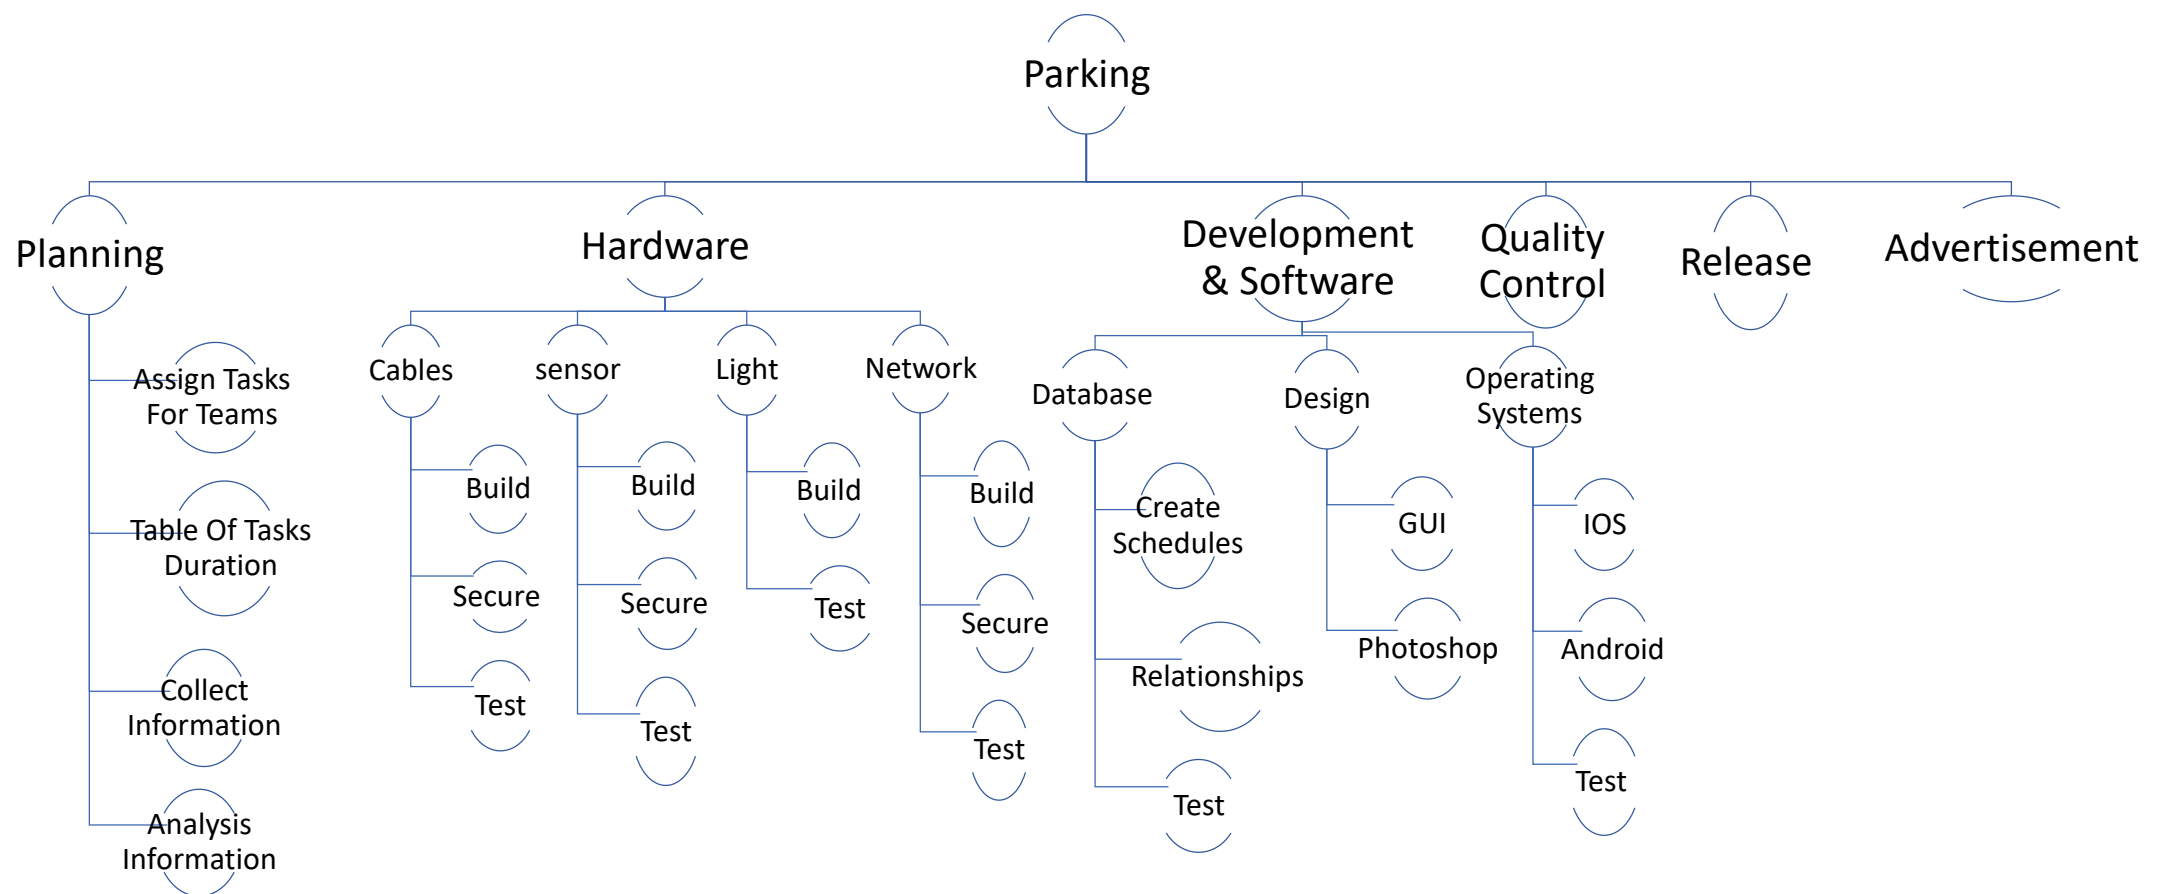 Parking
Planning
Hardware
Development
& Software
Quality
Control
Release
Advertisement
Assign Tasks
For Teams
Table Of Tasks
Duration
Collect
Information
Analysis
Information
Cables
Build
Secure
Test
sensor
Build
Secure
Test
Light
Build
Test
Network
Build
Secure
Test
Database
Create
Schedules
Relationships
Test
Design
GUI
Photoshop
Operating
Systems
IOS
Android
Test